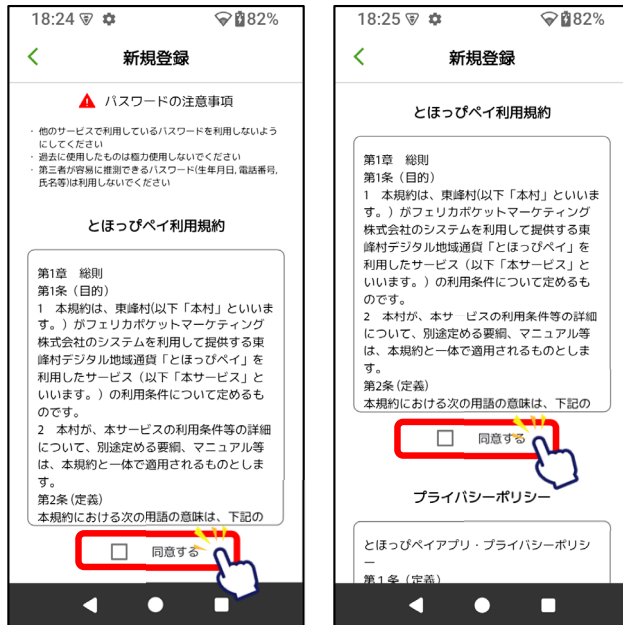 18:24 82%
新規登録
パスワードの注意事項
・ 他のサービスで利用しているパスワードを利用しないよう
にしてください
・ 過去に使用したものは極力使用しないでください
・ 第三者が容易に推測できるパスワード(生年月日, 電話番号,
氏名等)は利用しないでください
とほっぴペイ利用規約
第1章 総則
第1条（目的）
1 本規約は、東峰村(以下「本村」といいま
す。）がフェリカポケットマーケティング
株式会社のシステムを利用して提供する東
峰村デジタル地域通貨「とほっぴペイ」を
利用したサービス（以下「本サービス」と
いいます。）の利用条件について定めるも
のです。
2 本村が、本サービスの利用条件等の詳細
について、別途定める要綱、マニュアル等
は、本規約と一体で適用されるものとしま
す。
第2条(定義)
本規約における次の用語の意味は、下記の
同意する
18:25 82%
新規登録
とほっぴペイ利用規約
第1章 総則
第1条（目的）
1 本規約は、東峰村(以下「本村」といいま
す。）がフェリカポケットマーケティング
株式会社のシステムを利用して提供する東
峰村デジタル地域通貨「とほっぴペイ」を
利用したサービス（以下「本サービス」と
いいます。）の利用条件について定めるも
のです。
2 本村が、本サービスの利用条件等の詳細
について、別途定める要綱、マニュアル等
は、本規約と一体で適用されるものとしま
す。
第2条(定義)
本規約における次の用語の意味は、下記の
同意する
プライバシーポリシー
とほっぴペイアプリ・プライバシーポリシ
ー
第１条（定義）